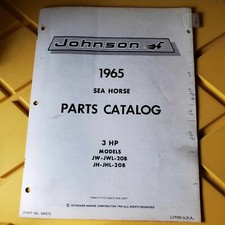 Johnson
1965
SEA HORSE
PARTS CATALOG
3 HP
MODELS
JW-JWL-20B
JH-JHL-20B
LITHO U.S.A.